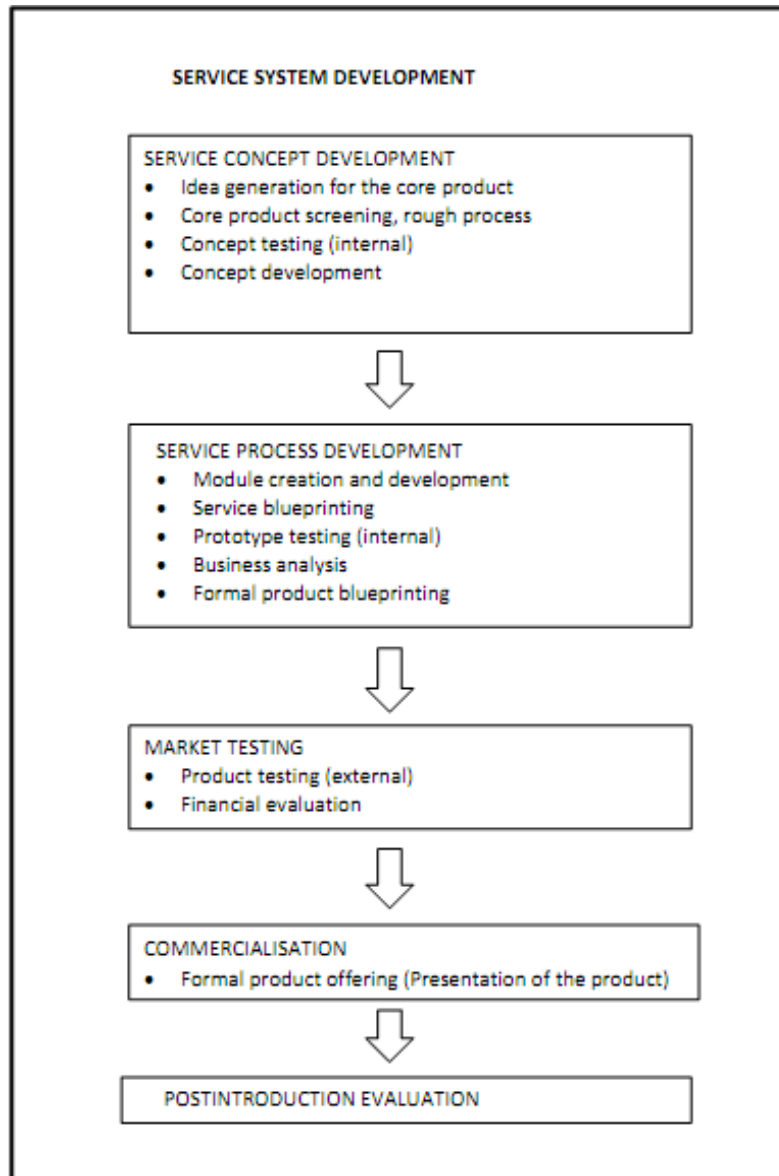 SERVICE SYSTEM DEVELOPMENT
SERVICE CONCEPT DEVELOPMENT
• Idea generation for the core product
• Core product screening, rough process
• Concept testing (internal)
• Concept development
SERVICE PROCESS DEVELOPMENT
• Module creation and development
• Service blueprinting
• Prototype testing (internal)
• Business analysis
• Formal product blueprinting
MARKET TESTING
• Product testing (external)
• Financial evaluation
COMMERCIALISATION
• Formal product offering (Presentation of the product)
POSTINTRODUCTION EVALUATION